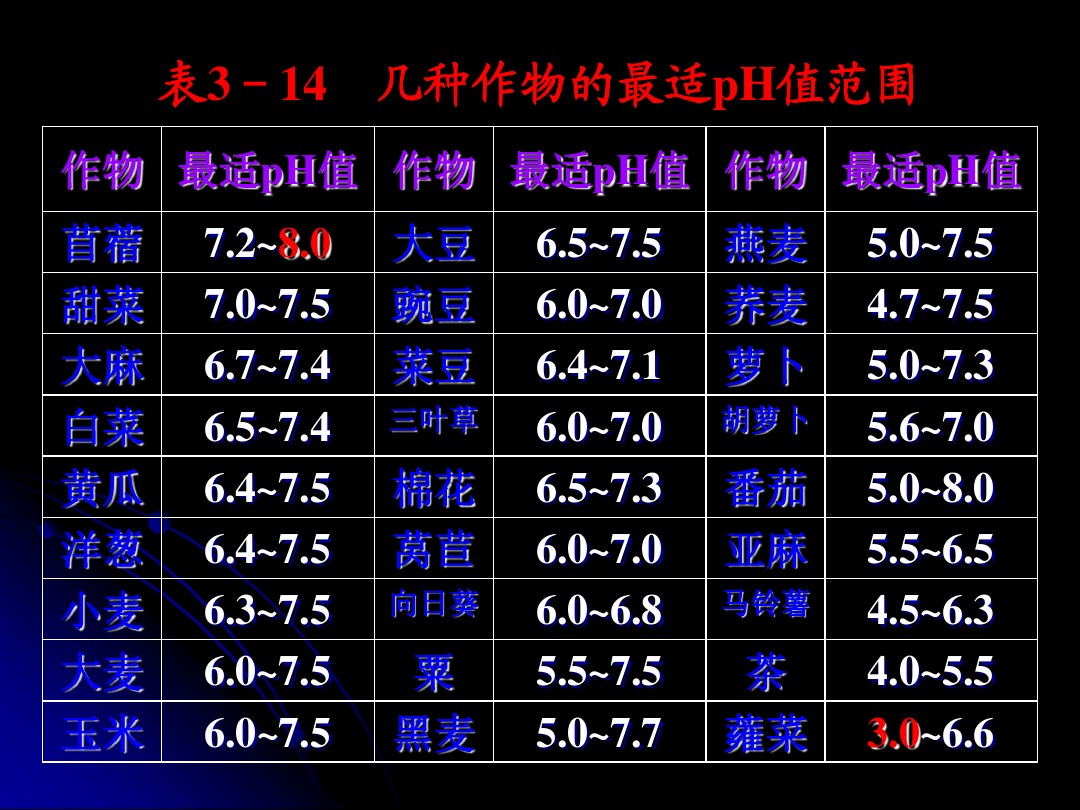 表3－14 几种作物的最适pH值范围
作物 最适pH值 作物 最适pH值 作物 最适pH值
苜蓿 7.2~8.0 大豆 6.5~7.5 燕麦 5.0~7.5
甜菜 7.0~7.5 豌豆 6.0~7.0 荞麦 4.7~7.5
大麻 6.7~7.4 菜豆 6.4~7.1 萝卜 5.0~7.3
白菜 6.5~7.4 三叶草 6.0~7.0 胡萝卜 5.6~7.0
黄瓜 6.4~7.5 棉花 6.5~7.3 番茄 5.0~8.0
洋葱 6.4~7.5 莴苣 6.0~7.0 亚麻 5.5~6.5
小麦 6.3~7.5 向日葵 6.0~6.8 马铃薯 4.5~6.3
大麦 6.0~7.5 粟 5.5~7.5 茶 4.0~5.5
玉米 6.0~7.5 黑麦 5.0~7.7 蕹菜 3.0~6.6